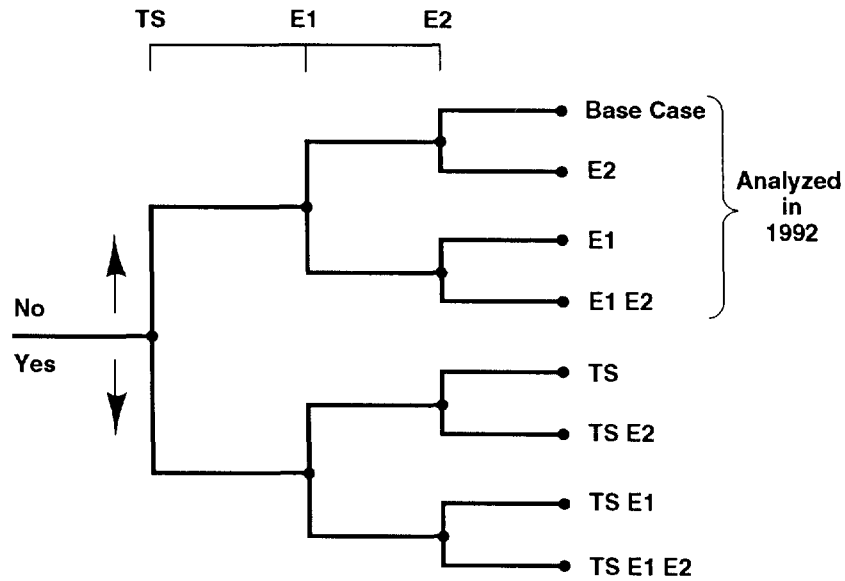 TS E1 E2
Base Case
E2
E1
E1 E2
Analyzed
in
1992
No
Yes
TS
TS E2
TS E1
TS E1 E2